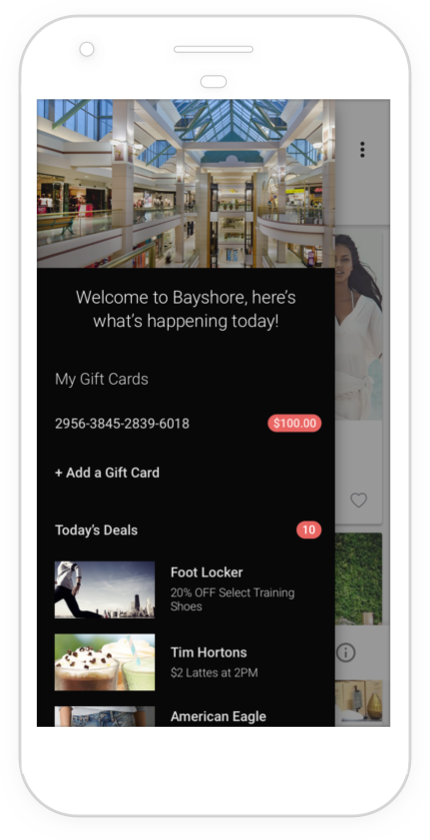 Welcome to Bayshore, here's
what's happening today!
My Gift Cards
2956-3845-2839-6018 $100.00
+ Add a Gift Card
Today's Deals 10
Foot Locker
20% OFF Select Training
Shoes
Tim Hortons
$2 Lattes at 2PM
American Eagle